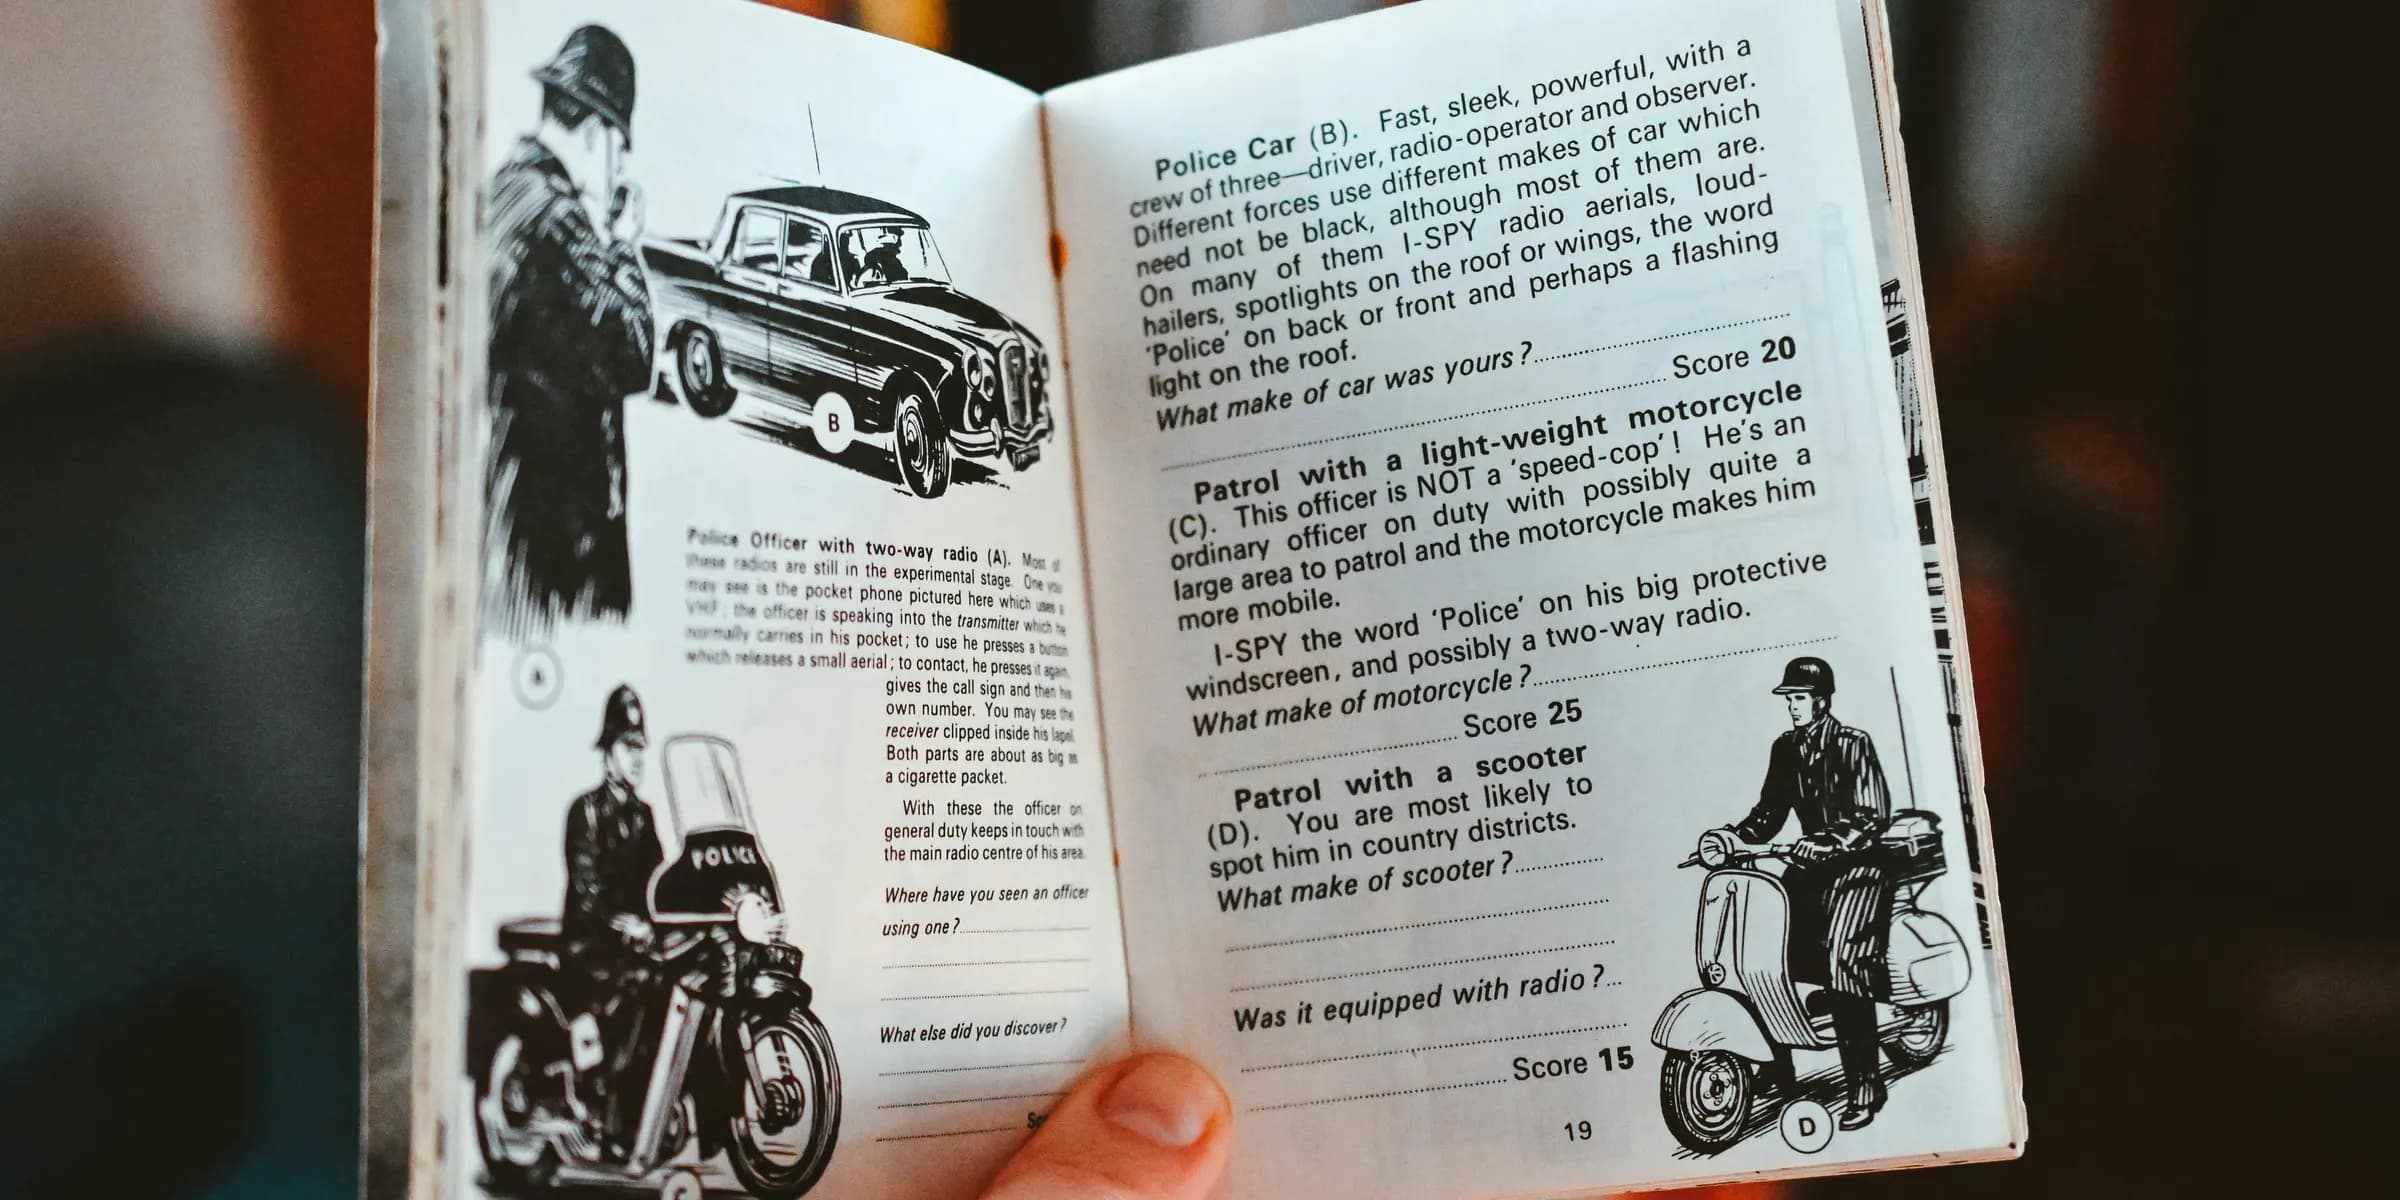 B
Police Officer with two-way radio (A). Most of
these radios are still in the experimental stage. One you
may see is the pocket phone pictured here which uses a
VHF; the officer is speaking into the transmitter which he
normally carries in his pocket; to use he presses a button
which releases a small aerial; to contact, he presses it again,
gives the call sign and then his
own number. You may see the
receiver clipped inside his lapel.
Both parts are about as big as
a cigarette packet.
With these the officer on
general duty keeps in touch with
the main radio centre of his area.
Where have you seen an officer
using one?
What else did you discover?
A
POLICE
C
Police Car (B). Fast, sleek, powerful, with a
crew of three—driver, radio-operator and observer.
Different forces use different makes of car which
need not be black, although most of them are.
On many of them I-SPY radio aerials, loud-
hailers, spotlights on the roof or wings, the word
'Police' on back or front and perhaps a flashing
light on the roof.
What make of car was yours?
Score 20
Patrol with a light-weight motorcycle
(C). This officer is NOT a 'speed-cop'! He's an
ordinary officer on duty with possibly quite a
large area to patrol and the motorcycle makes him
more mobile.
I-SPY the word 'Police' on his big protective
windscreen, and possibly a two-way radio.
What make of motorcycle?
Score 25
Patrol with a scooter
(D). You are most likely to
spot him in country districts.
What make of scooter?
Was it equipped with radio?
Score 15
D
19